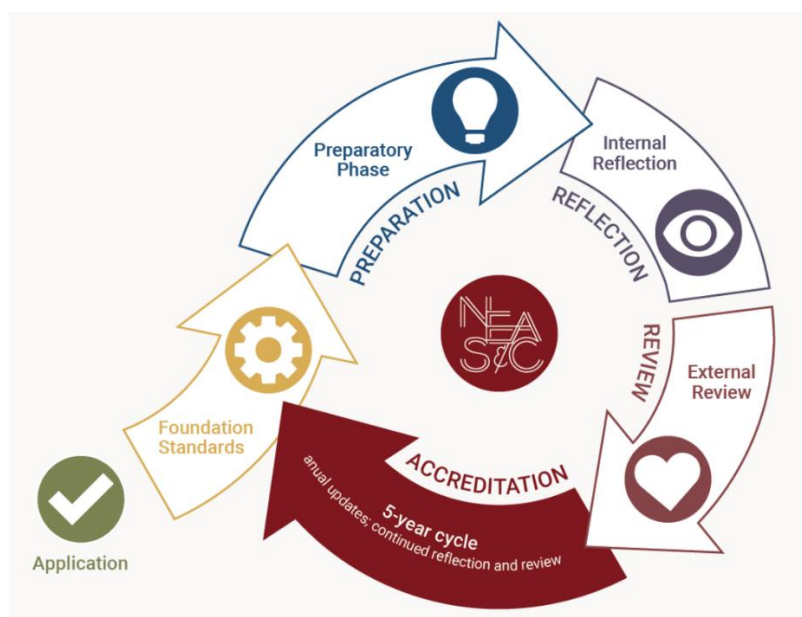 Application
Foundation
Standards
Preparatory
Phase
PREPARATION
Internal
Reflection
REFLECTION
External
Review
REVIEW
ACCREDITATION
5-year cycle
anual updates; continued reflection and review
NEA
S&C